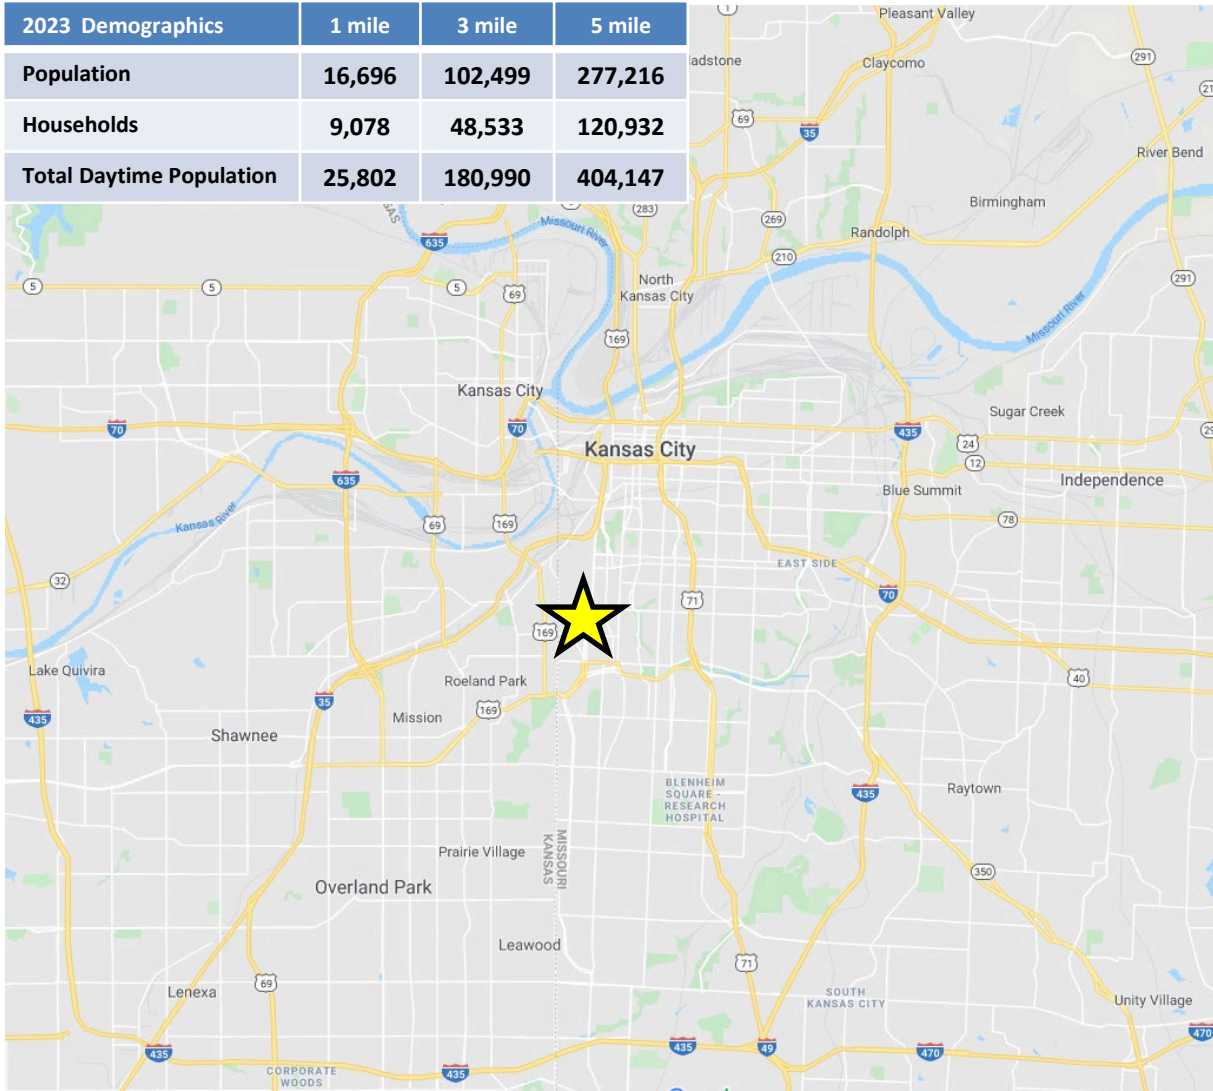 2023 Demographics 1 mile 3 mile 5 mile
Population 16,696 102,499 277,216
Households 9,078 48,533 120,932
Total Daytime Population 25,802 180,990 404,147
1
Pleasant Valley
ladstone
Claycomo
291
21
69
35
River Bend
Birmingham
283
269
Missouri River
Randolph
635
210
North
Kansas City
291
5
5
5
69
Missouri River
169
Kansas City
Sugar Creek
70
70
435
29
24
Kansas City
12
635
Independence
Blue Summit
Kansas River
69
169
78
EAST SIDE
32
70
71
169
Lake Quivira
Roeland Park
40
35
169
435
Mission
Shawnee
BLENHEIM
SQUARE -
RESEARCH
HOSPITAL
435
Raytown
MISSOURI
KANSAS
Prairie Village
350
Overland Park
Leawood
71
69
Lenexa
SOUTH
KANSAS CITY
Unity Village
470
435
435
49
470
435
CORPORATE
WOODS